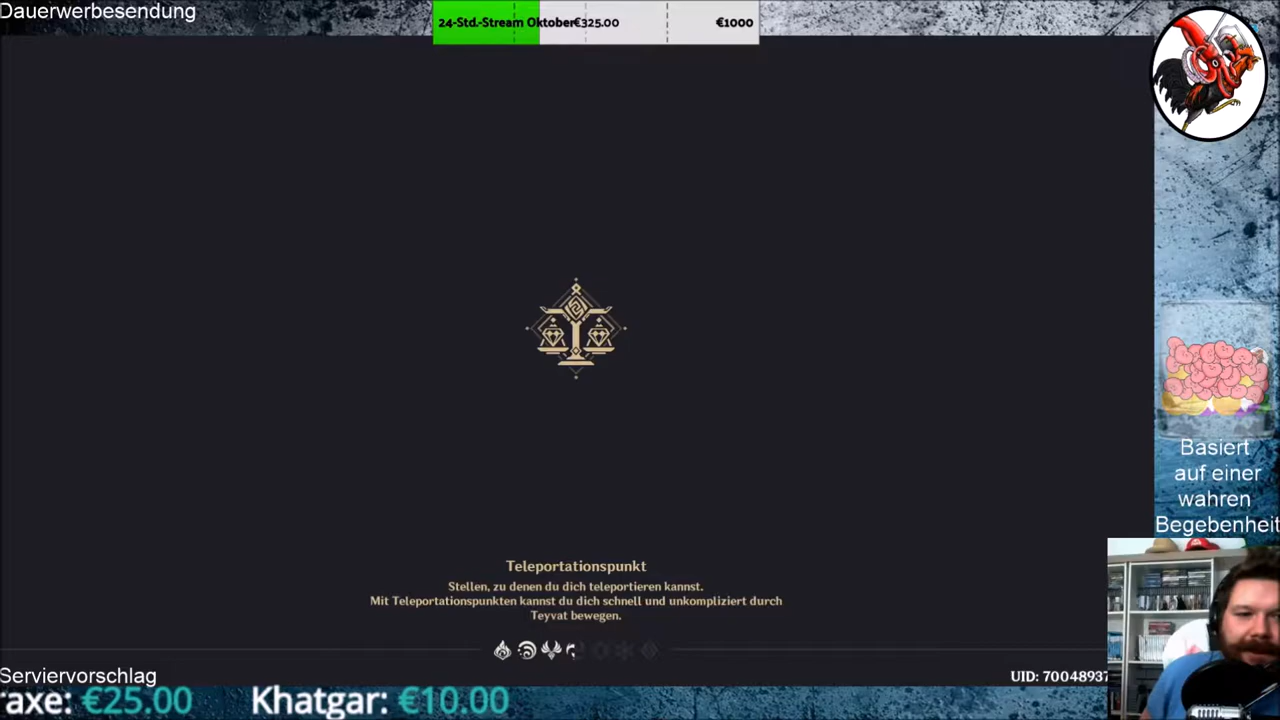 Dauerwerbesendung
24-Std.-Stream Oktober €325.00 €1000
Basiert
auf einer
wahren
Begebenheit
Teleportationspunkt
Stellen, zu denen du dich teleportieren kannst.
Mit Teleportationspunkten kannst du dich schnell und unkompliziert durch
Teyvat bewegen.
Serviervorschlag
UID: 70048937
axe: €25.00 Khatgar: €10.00